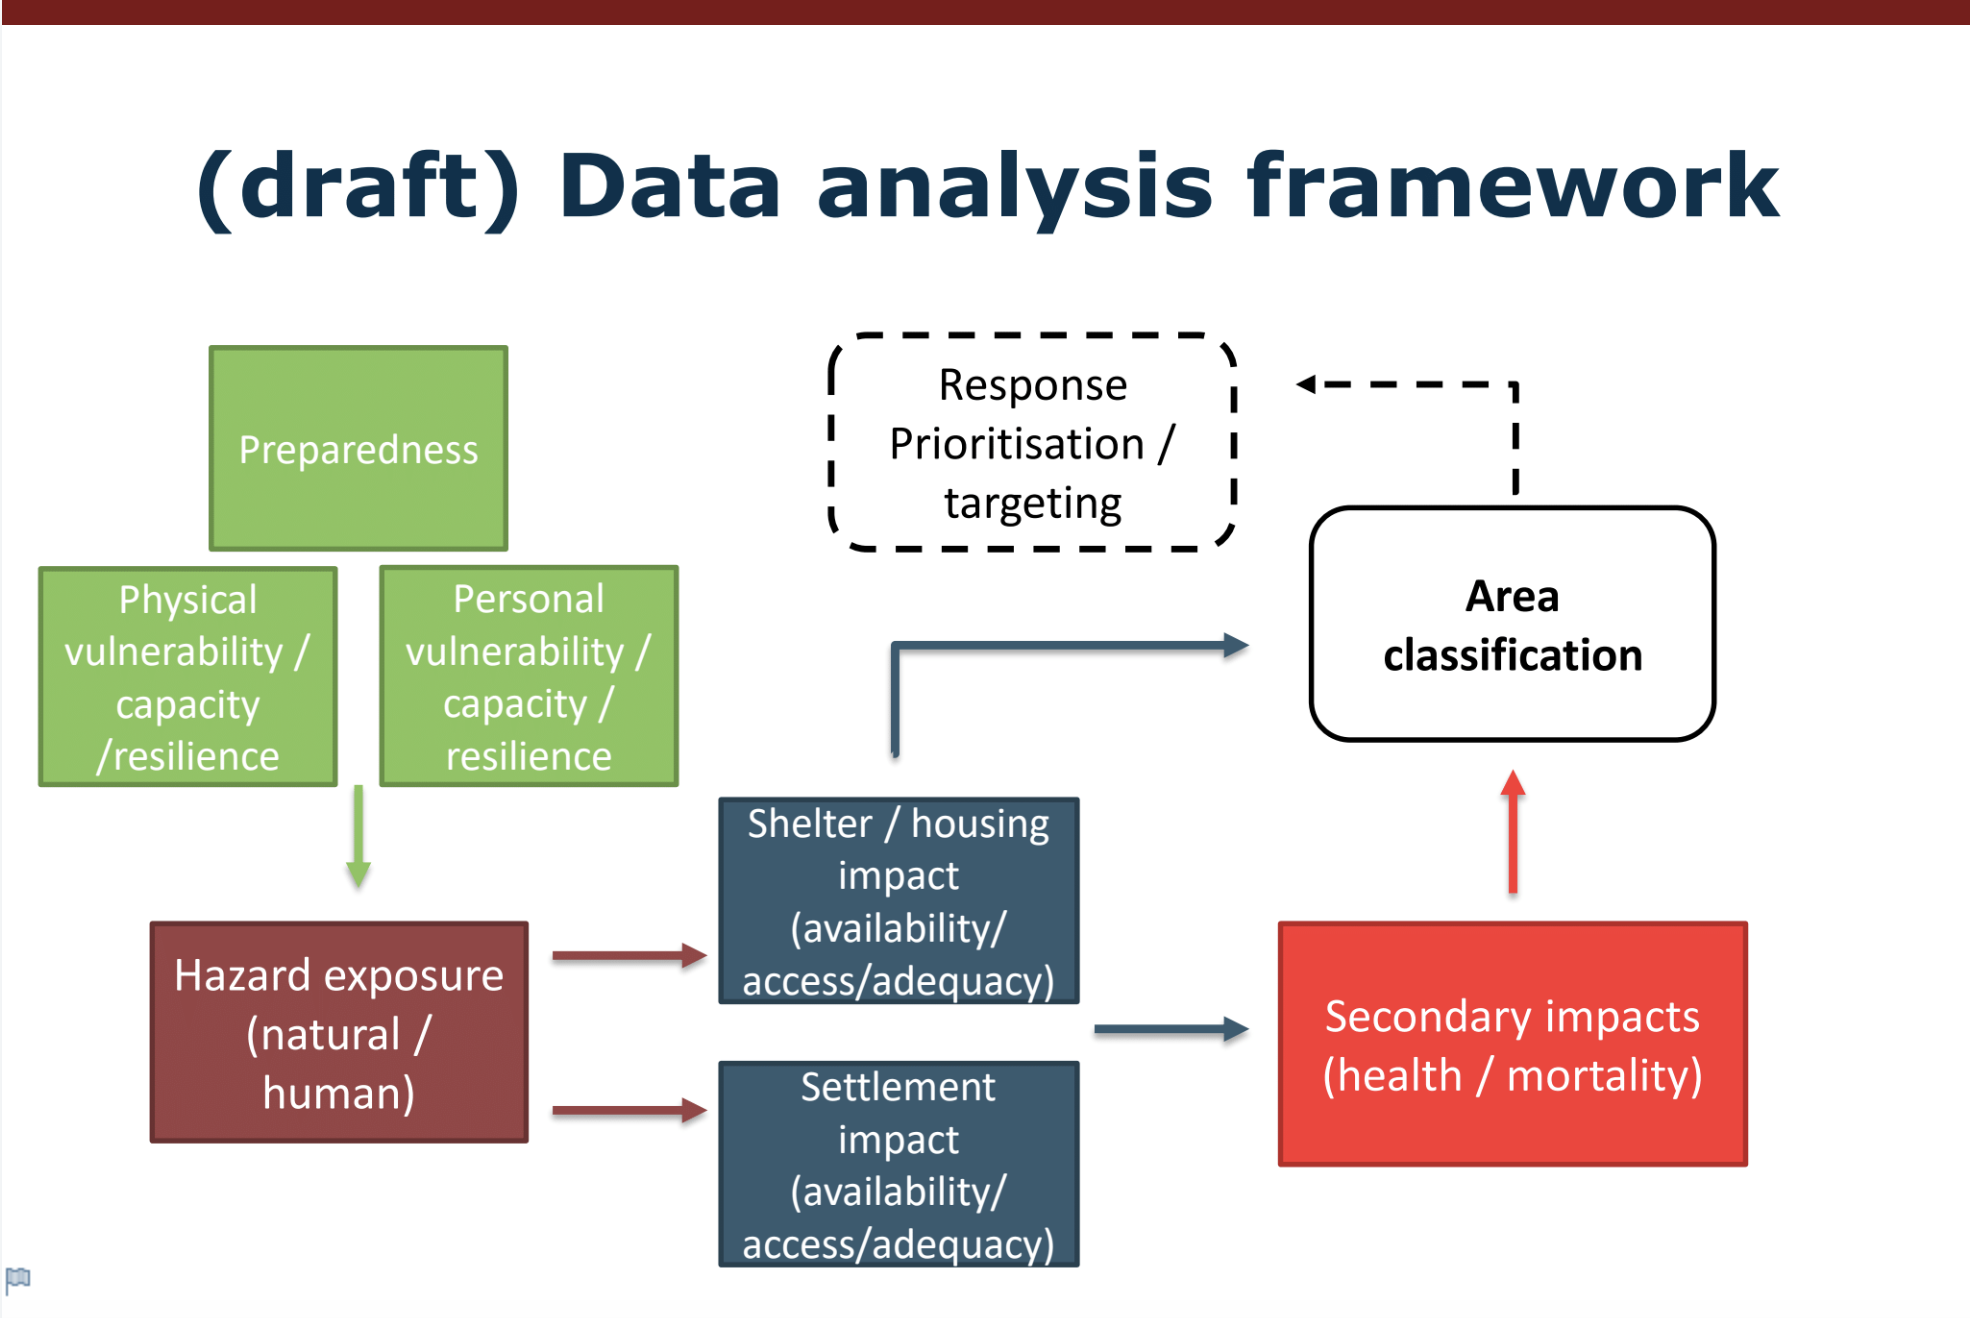 (draft) Data analysis framework
Preparedness
Response
Prioritisation /
targeting
Physical
vulnerability /
capacity
/resilience
Personal
vulnerability /
capacity /
resilience
Area
classification
Shelter / housing
impact
(availability/
access/adequacy)
Hazard exposure
(natural /
human)
Settlement
impact
(availability/
access/adequacy)
Secondary impacts
(health / mortality)